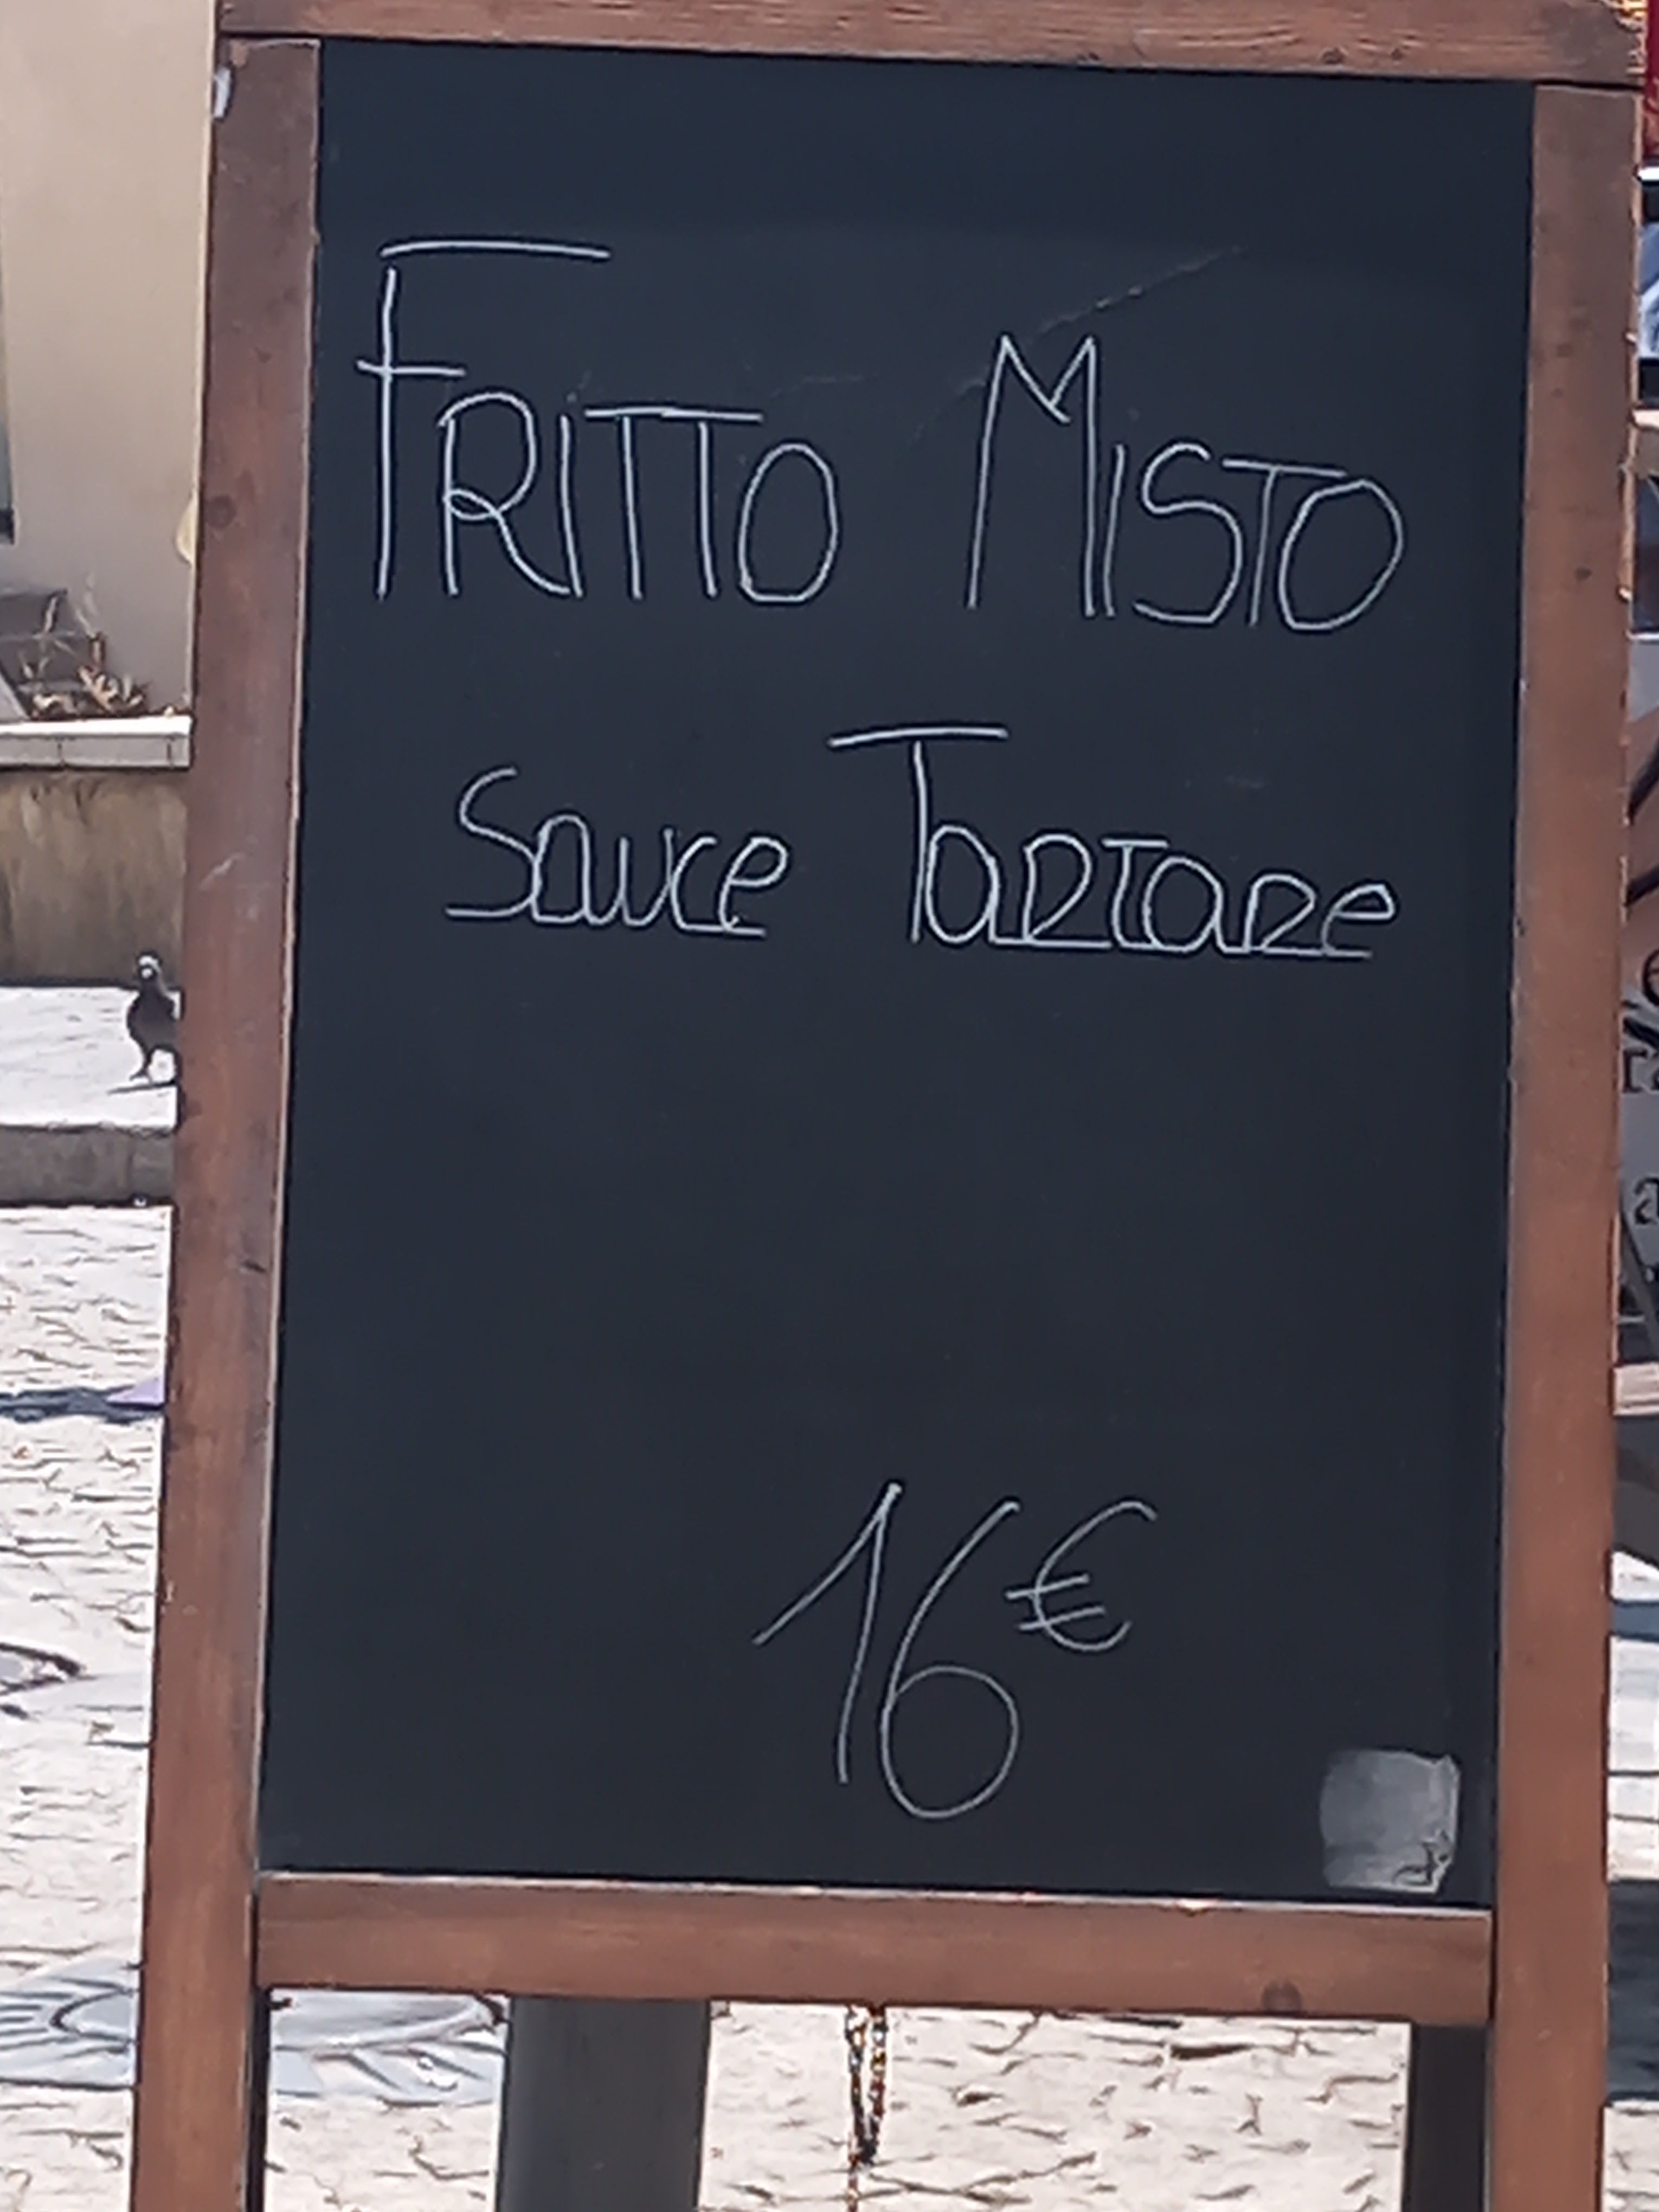 FRITTO MISTO
Sauce Tartare
16€